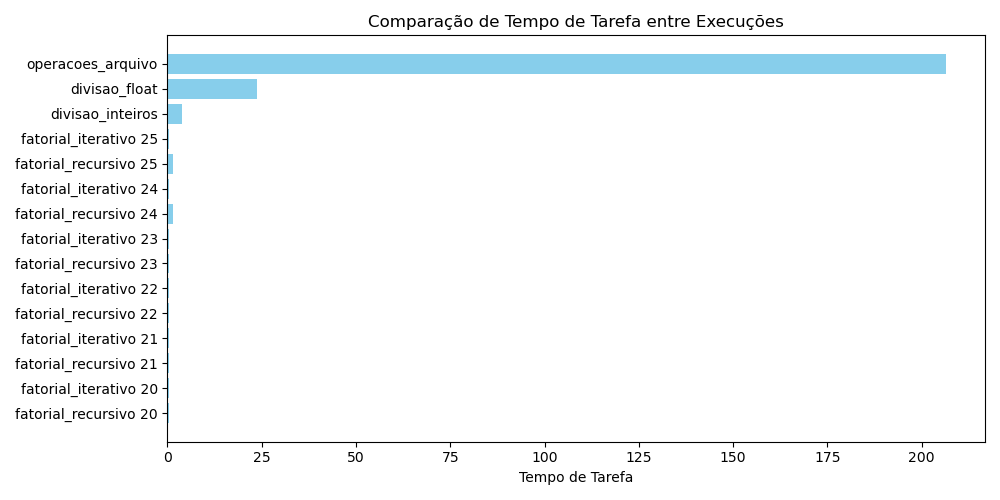 Comparação de Tempo de Tarefa entre Execuções
operacoes_arquivo
divisao_float
divisao_inteiros
fatorial_iterativo 25
fatorial_recursivo 25
fatorial_iterativo 24
fatorial_recursivo 24
fatorial_iterativo 23
fatorial_recursivo 23
fatorial_iterativo 22
fatorial_recursivo 22
fatorial_iterativo 21
fatorial_recursivo 21
fatorial_iterativo 20
fatorial_recursivo 20
0 25 50 75 100 125 150 175 200
Tempo de Tarefa